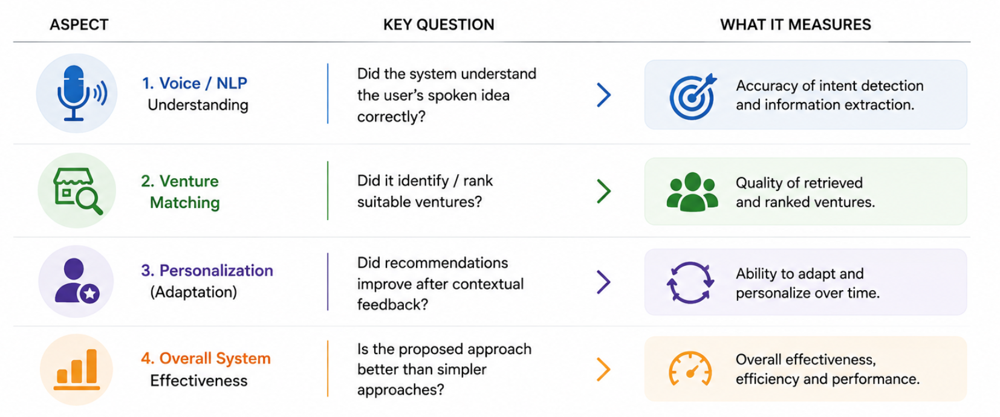 ASPECT
KEY QUESTION
WHAT IT MEASURES
1. Voice / NLP
Understanding
Did the system understand
the user’s spoken idea
correctly?
Accuracy of intent detection
and information extraction.
2. Venture
Matching
Did it identify / rank
suitable ventures?
Quality of retrieved
and ranked ventures.
3. Personalization
(Adaptation)
Did recommendations
improve after contextual
feedback?
Ability to adapt and
personalize over time.
4. Overall System
Effectiveness
Is the proposed approach
better than simpler
approaches?
Overall effectiveness,
efficiency and performance.